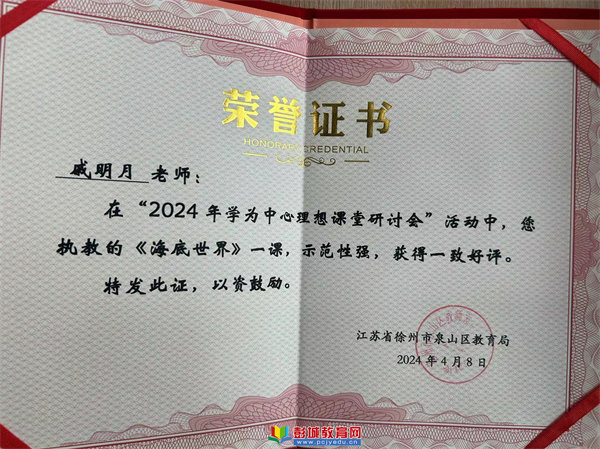 荣誉证书
HONORARY CREDENTIAL
戚明月 老师：
在“2024年学为中心理想课堂研讨会”活动中，您
执教的《海底世界》一课，示范性强，获得一致好评。
特发此证，以资鼓励。
江苏省徐州市泉山区教育局
2024年4月8日
彭城教育网
www.pcjyedu.cn